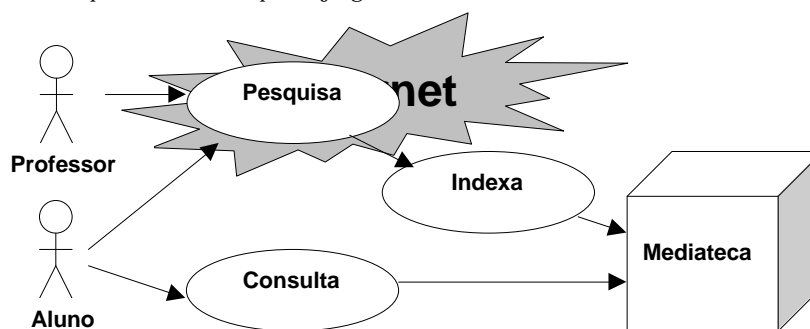 Pesquisa
net
Professor
Indexa
Mediateca
Consulta
Aluno